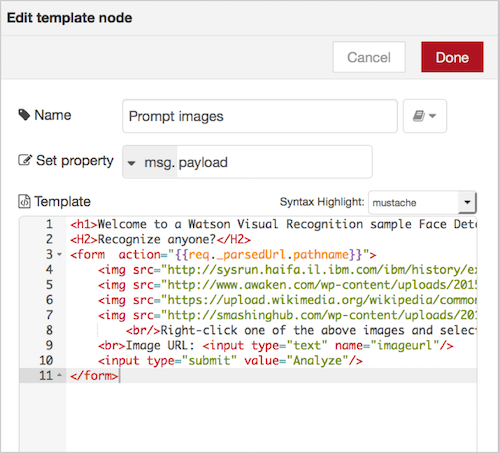 Edit template node
Cancel Done
Name Prompt images
Set property msg. payload
Template Syntax Highlight: mustache
1 <h1>Welcome to a Watson Visual Recognition sample Face Dete
2 <H2>Recognize anyone?</H2>
3 <form  action="{{req._parsedUrl.pathname}}">
4 <img src="http://sysrun.haifa.il.ibm.com/ibm/history/ex
5 <img src="http://www.awaken.com/wp-content/uploads/2015
6 <img src="https://upload.wikimedia.org/wikipedia/common
7 <img src="http://smashinghub.com/wp-content/uploads/201
8 <br/>Right-click one of the above images and select
9 <br>Image URL: <input type="text" name="imageurl"/>
10 <input type="submit" value="Analyze"/>
11 </form>